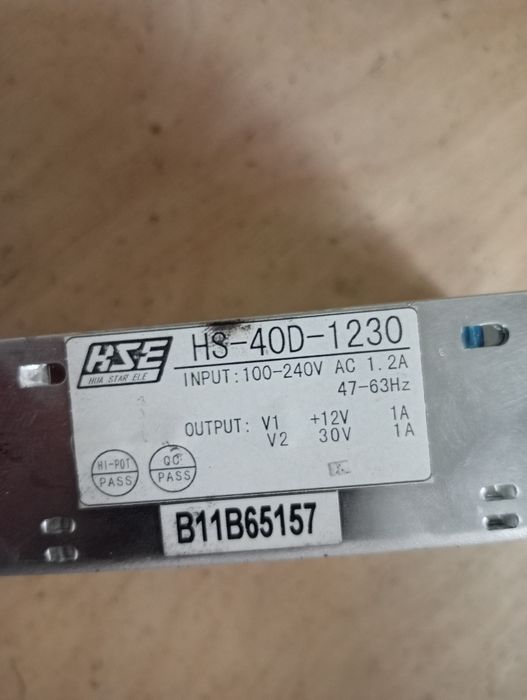 HSE
HUA STAR ELE
HS-40D-1230
INPUT:100-240V AC 1.2A
47-63Hz
OUTPUT: V1 +12V 1A
V2 30V 1A
HI-POT
PASS
QC
PASS
B11B65157